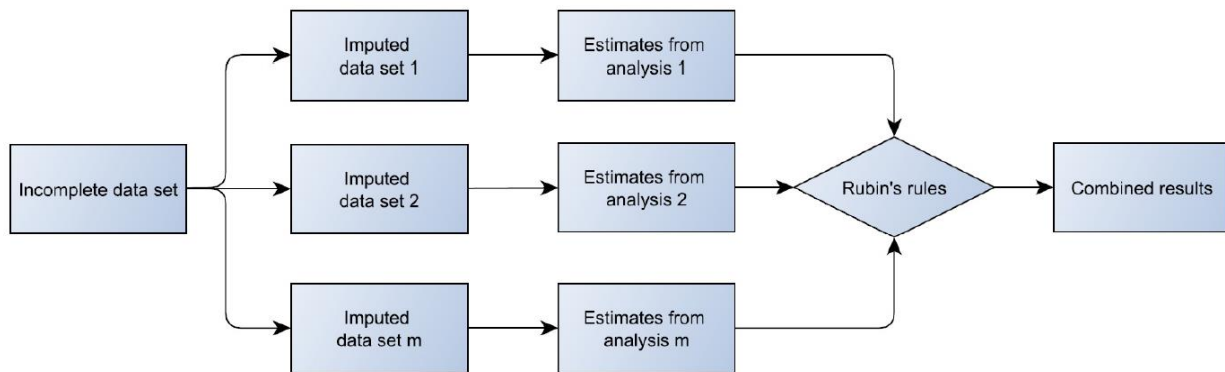 Imputed
data set 1
Estimates from
analysis 1
Incomplete data set
Imputed
data set 2
Estimates from
analysis 2
Rubin's rules
Combined results
Imputed
data set m
Estimates from
analysis m